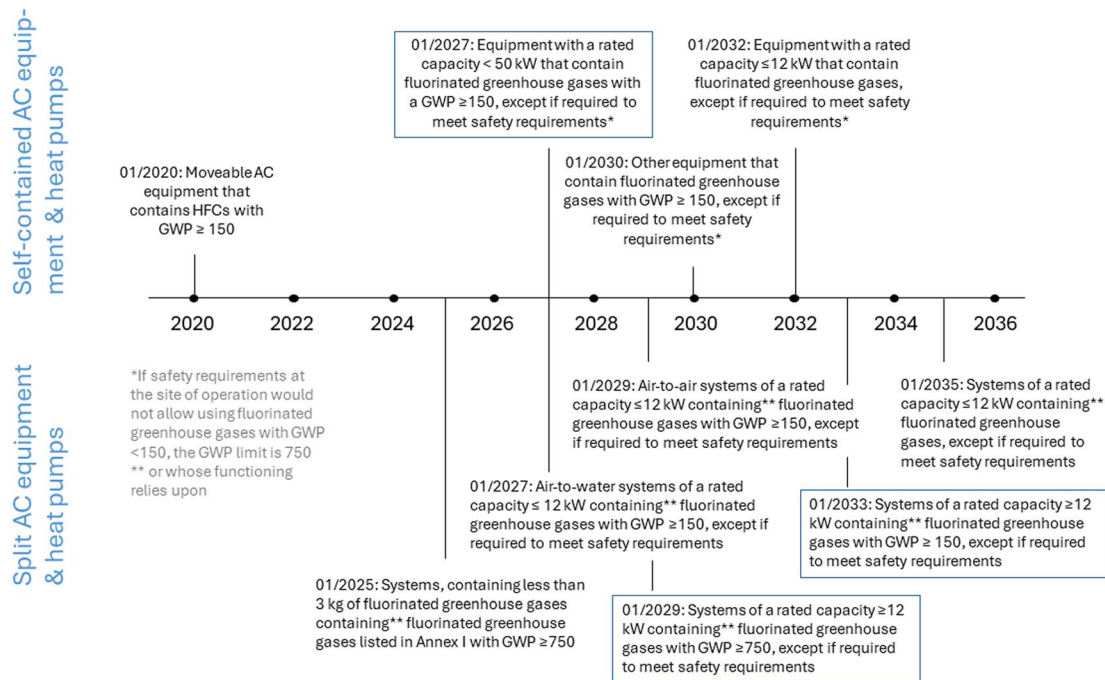 Self-contained AC equip-
ment & heat pumps
01/2027: Equipment with a rated
capacity < 50 kW that contain
fluorinated greenhouse gases with
a GWP ≥150, except if required to
meet safety requirements*
01/2032: Equipment with a rated
capacity ≤12 kW that contain
fluorinated greenhouse gases,
except if required to meet safety
requirements*
01/2020: Moveable AC
equipment that
contains HFCs with
GWP ≥ 150
01/2030: Other equipment that
contain fluorinated greenhouse
gases with GWP ≥ 150, except if
required to meet safety
requirements*
2020 2022 2024 2026 2028 2030 2032 2034 2036
Split AC equipment
& heat pumps
*If safety requirements at
the site of operation would
not allow using fluorinated
greenhouse gases with GWP
<150, the GWP limit is 750
** or whose functioning
relies upon
01/2029: Air-to-air systems of a rated
capacity ≤12 kW containing** fluorinated
greenhouse gases with GWP ≥150, except
if required to meet safety requirements
01/2035: Systems of a rated
capacity ≤12 kW containing**
fluorinated greenhouse
gases, except if required to
meet safety requirements
01/2027: Air-to-water systems of a rated
capacity ≤ 12 kW containing** fluorinated
greenhouse gases with GWP ≥150, except if
required to meet safety requirements
01/2033: Systems of a rated capacity ≥12
kW containing** fluorinated greenhouse
gases with GWP ≥ 150, except if required
to meet safety requirements
01/2025: Systems, containing less than
3 kg of fluorinated greenhouse gases
containing** fluorinated greenhouse
gases listed in Annex I with GWP ≥750
01/2029: Systems of a rated capacity ≥12
kW containing** fluorinated greenhouse
gases with GWP ≥750, except if required
to meet safety requirements